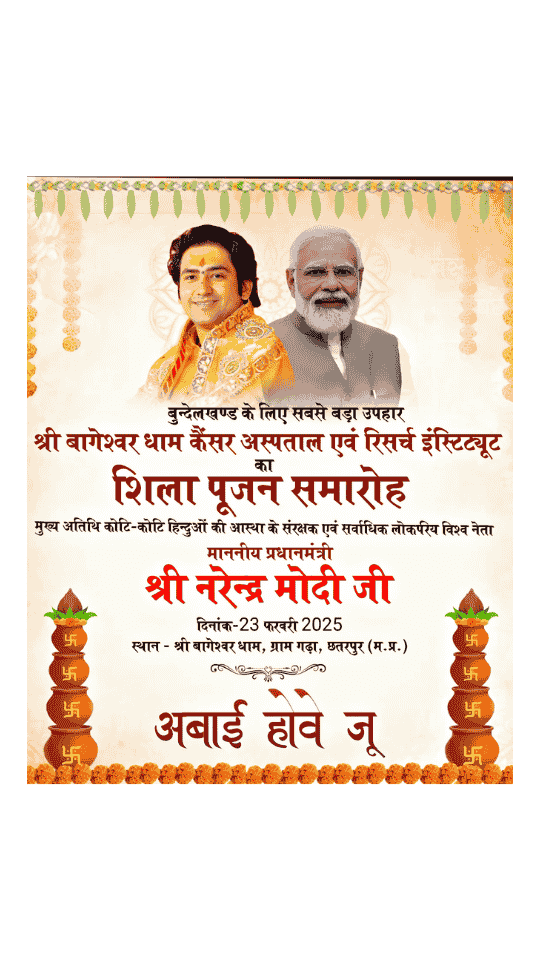 बुन्देलखण्ड के लिए सबसे बड़ा उपहार
श्री बागेश्वर धाम कैंसर अस्पताल एवं रिसर्च इंस्टिट्यूट
का
शिला पूजन समारोह
मुख्य अतिथि कोटि-कोटि हिन्दुओं की आस्था के संरक्षक एवं सर्वाधिक लोकप्रिय विश्व नेता
माननीय प्रधानमंत्री
श्री नरेन्द्र मोदी जी
दिनांक-23 फरवरी 2025
स्थान - श्री बागेश्वर धाम, ग्राम गढ़ा, छतरपुर (म.प्र.)
अबाई होवे जू